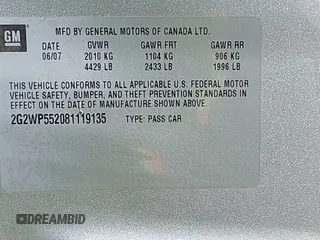 GM
MFD BY GENERAL MOTORS OF CANADA LTD.
DATE GVWR GAWR FRT GAWR RR
06/07 2010 KG 1104 KG 906 KG
4429 LB 2433 LB 1996 LB
THIS VEHICLE CONFORMS TO ALL APPLICABLE U.S. FEDERAL MOTOR
VEHICLE SAFETY, BUMPER, AND THEFT PREVENTION STANDARDS IN
EFFECT ON THE DATE OF MANUFACTURE SHOWN ABOVE.
2G2WP552081119135 TYPE: PASS CAR
DREAMBID